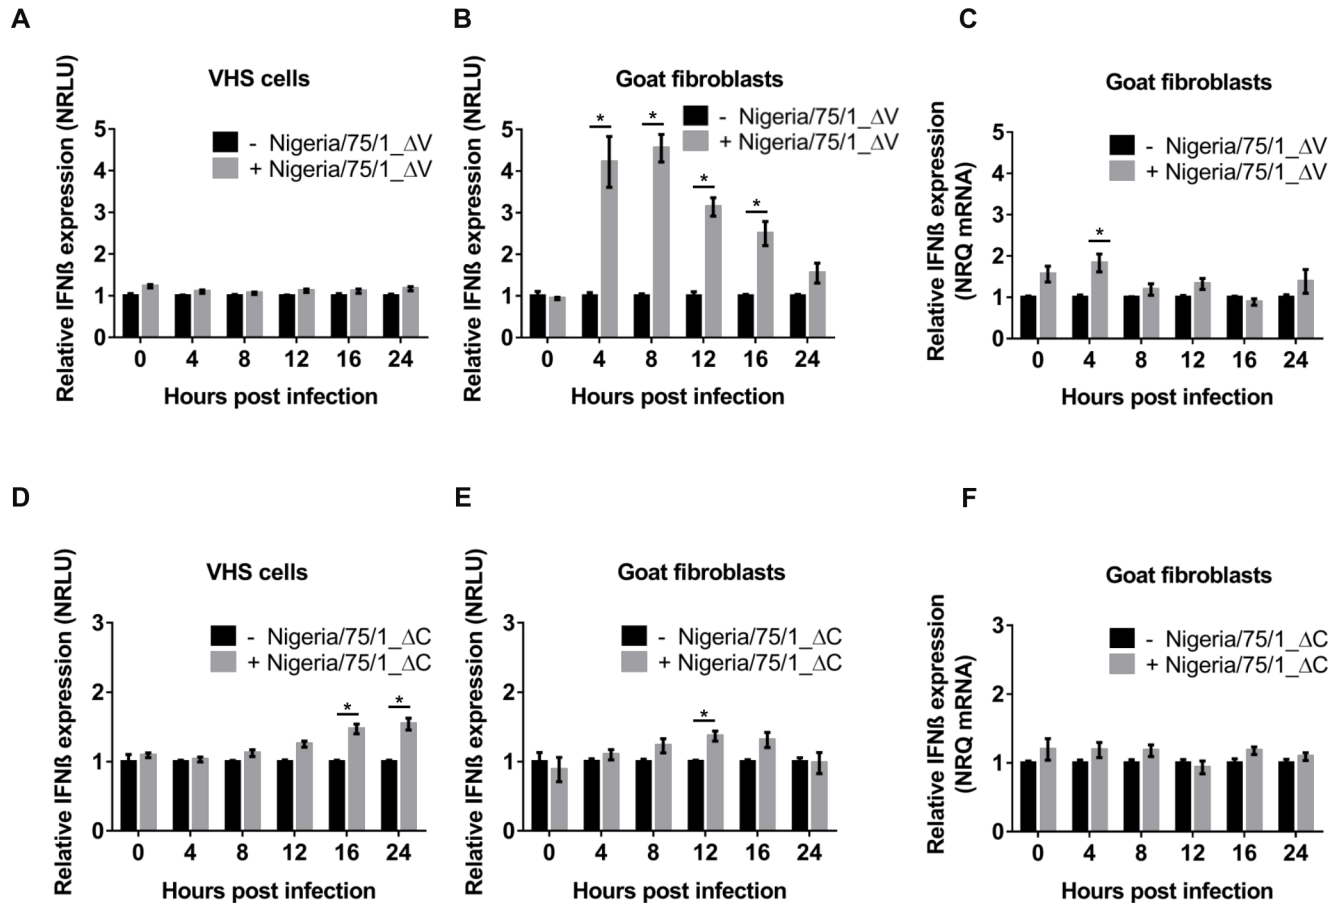 A
VHS cells
Relative IFNß expression (NRLU)
- Nigeria/75/1_ΔV
+ Nigeria/75/1_ΔV
5
4
3
2
1
0
0 4 8 12 16 24
Hours post infection
B
Goat fibroblasts
Relative IFNß expression (NRLU)
- Nigeria/75/1_ΔV
+ Nigeria/75/1_ΔV
* * * *
5
4
3
2
1
0
0 4 8 12 16 24
Hours post infection
C
Goat fibroblasts
Relative IFNß expression
(NRQ mRNA)
- Nigeria/75/1_ΔV
+ Nigeria/75/1_ΔV
*
5
4
3
2
1
0
0 4 8 12 16 24
Hours post infection
D
VHS cells
Relative IFNß expression (NRLU)
- Nigeria/75/1_ΔC
+ Nigeria/75/1_ΔC
* *
3
2
1
0
0 4 8 12 16 24
Hours post infection
E
Goat fibroblasts
Relative IFNß expression (NRLU)
- Nigeria/75/1_ΔC
+ Nigeria/75/1_ΔC
*
3
2
1
0
0 4 8 12 16 24
Hours post infection
F
Goat fibroblasts
Relative IFNß expression
(NRQ mRNA)
- Nigeria/75/1_ΔC
+ Nigeria/75/1_ΔC
3
2
1
0
0 4 8 12 16 24
Hours post infection